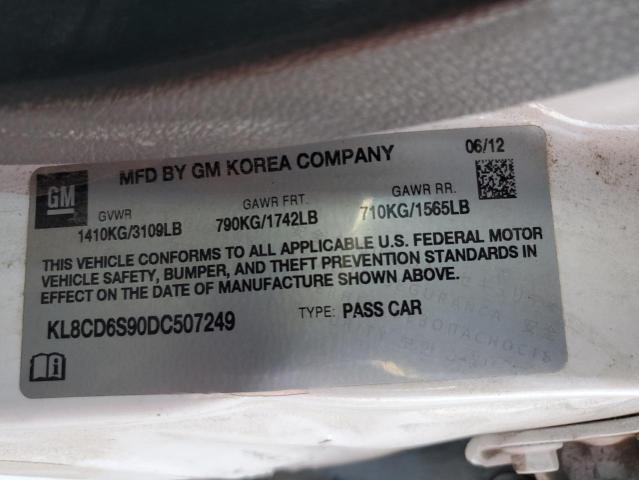 MFD BY GM KOREA COMPANY 06/12
GM
GVWR GAWR FRT. GAWR RR.
1410KG/3109LB 790KG/1742LB 710KG/1565LB
THIS VEHICLE CONFORMS TO ALL APPLICABLE U.S. FEDERAL MOTOR
VEHICLE SAFETY, BUMPER, AND THEFT PREVENTION STANDARDS IN
EFFECT ON THE DATE OF MANUFACTURE SHOWN ABOVE.
KL8CD6S90DC507249 TYPE: PASS CAR